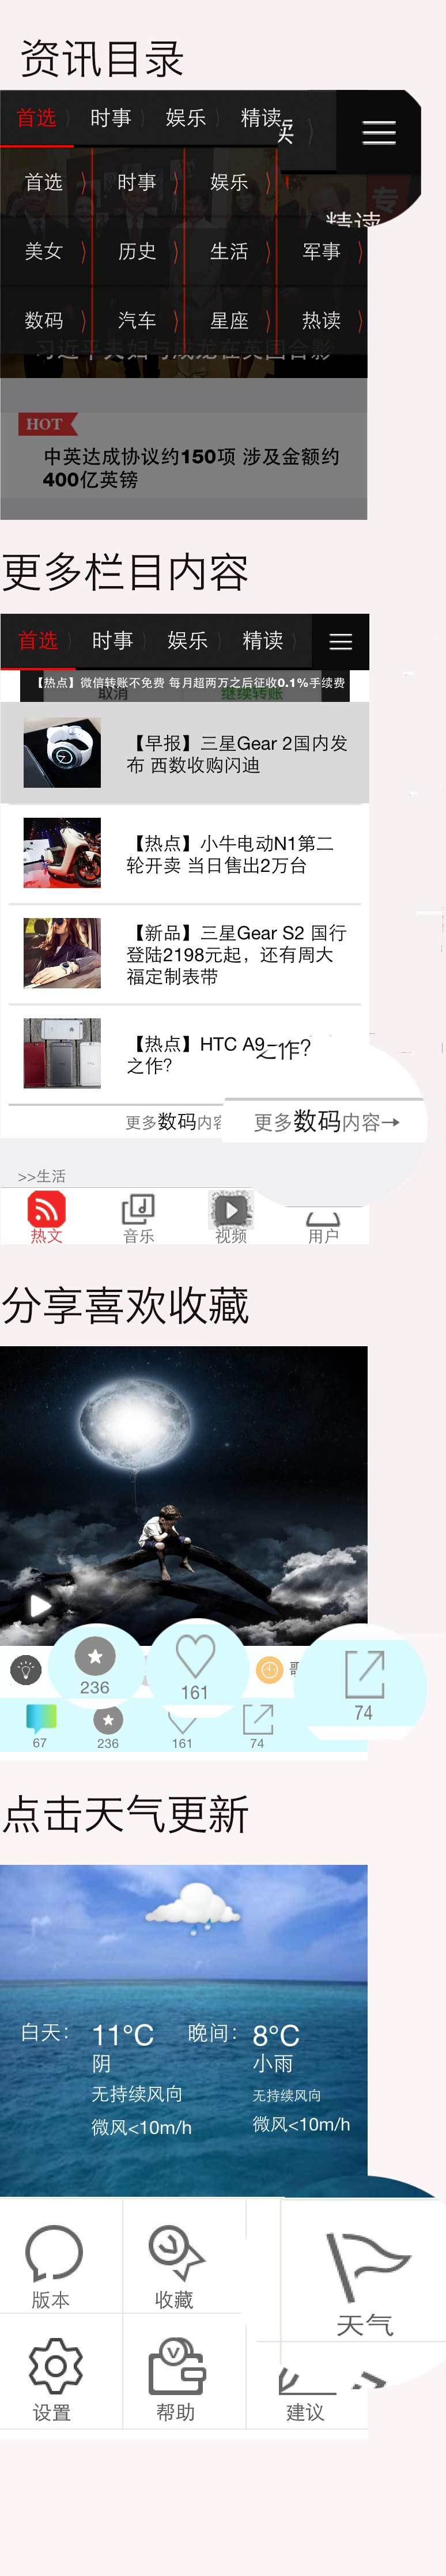 资讯目录
首选 时事 娱乐 精读
首选 时事 娱乐
精读
美女 历史 生活 军事
数码 汽车 星座 热读
习近平夫妇与成龙在英国合影
HOT
中英达成协议约150项 涉及金额约
400亿英镑
更多栏目内容
首选 时事 娱乐 精读
【热点】微信转账不免费 每月超两万之后征收0.1%手续费
取消 继续转账
【早报】三星Gear 2国内发
布 西数收购闪迪
【热点】小牛电动N1第二
轮开卖 当日售出2万台
【新品】三星Gear S2 国行
登陆2198元起，还有周大
福定制表带
【热点】HTC A9
之作?
之作?
更多数码内容
更多数码内容→
>>生活
热文 音乐 视频 用户
分享喜欢收藏
236 161 74
67 236 161 74
点击天气更新
白天: 11°C 晚间: 8°C
阴 小雨
无持续风向 无持续风向
微风<10m/h 微风<10m/h
版本 收藏 天气
设置 帮助 建议